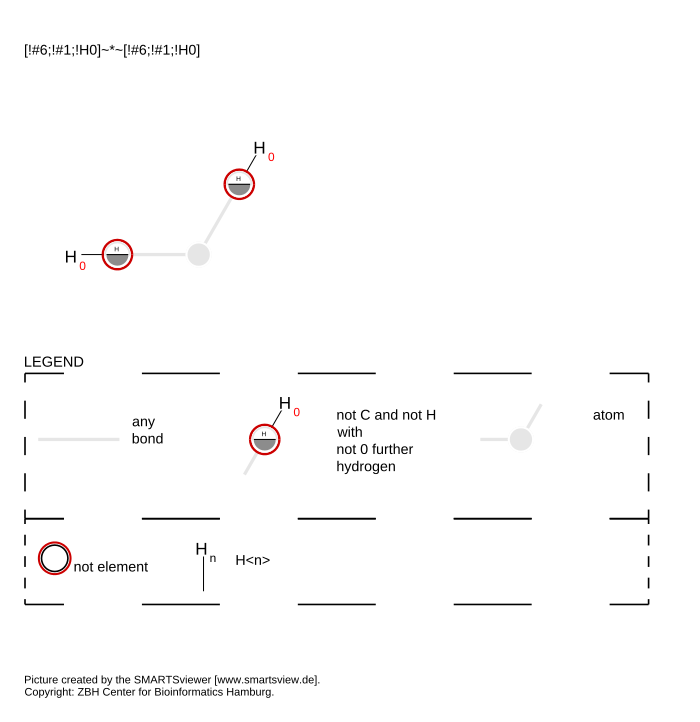 [!#6;!#1;!H0]~*~[!#6;!#1;!H0]
H
0
H
H
H
0
LEGEND
any
bond
H
0
H
not C and not H
with
not 0 further
hydrogen
atom
not element
H
n
H<n>
Picture created by the SMARTSviewer [www.smartsview.de].
Copyright: ZBH Center for Bioinformatics Hamburg.